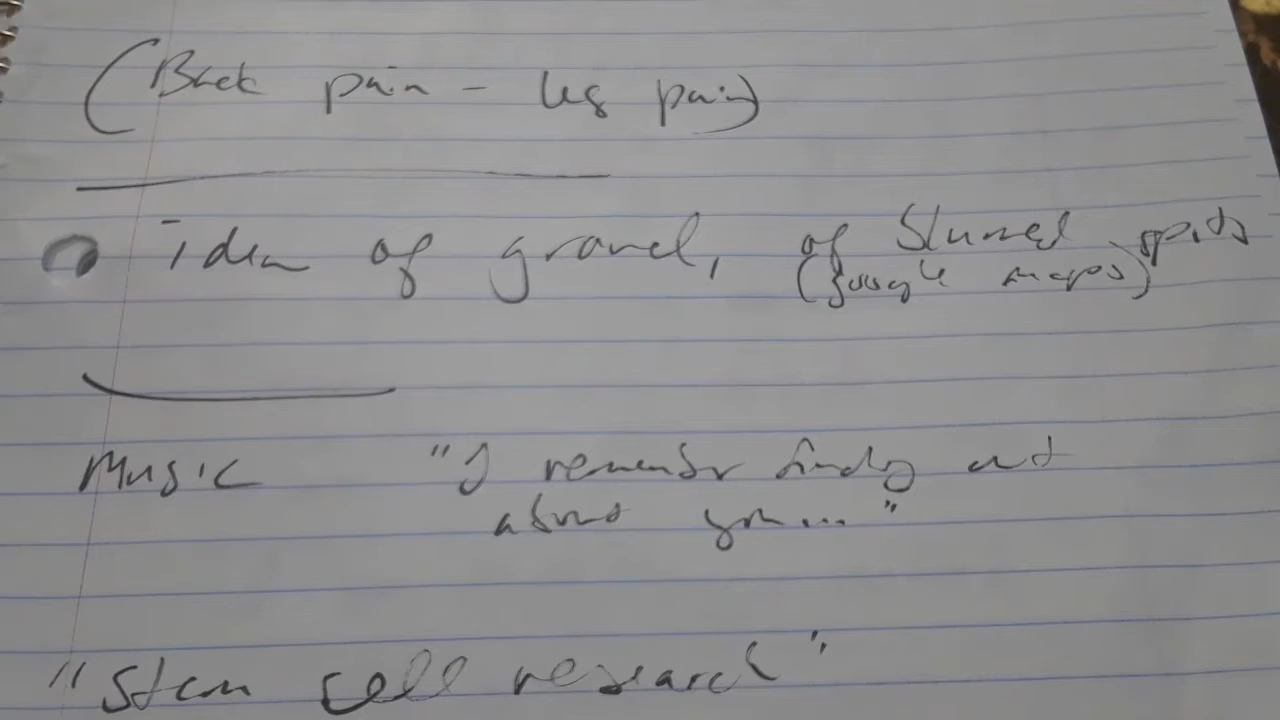 (Back pain - leg pain)
idea of gravel, of
spots
(google maps)
Music "I remember finding out
about you..."
"Stem cell research"